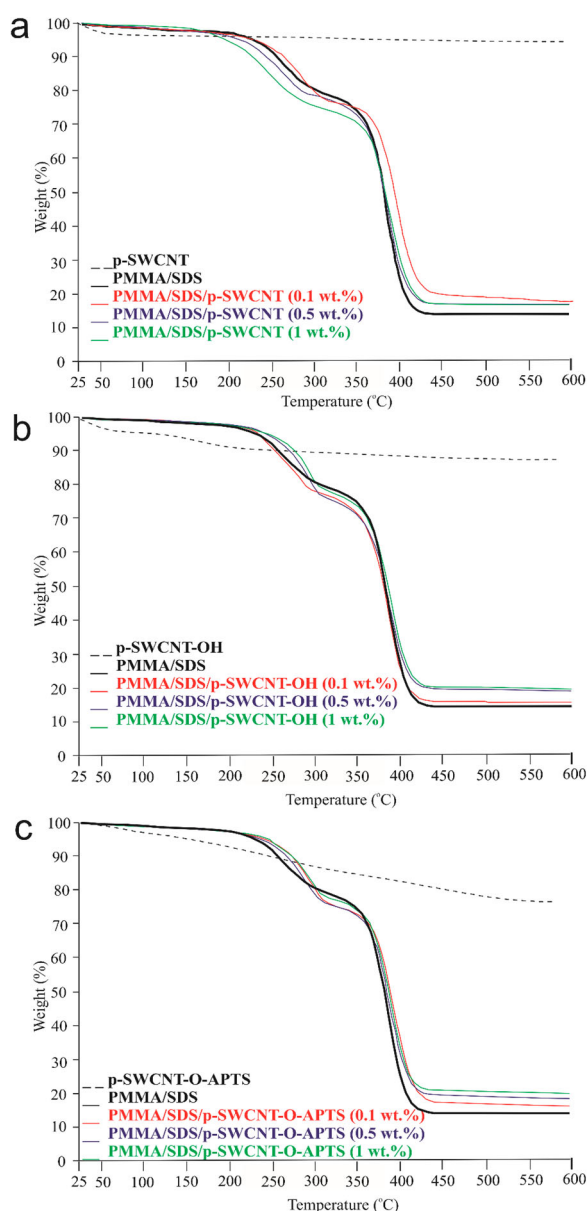 a
Weight (%)
100
90
80
70
60
50
40
30
20
10
0
p-SWCNT
PMMA/SDS
PMMA/SDS/p-SWCNT (0.1 wt.%)
PMMA/SDS/p-SWCNT (0.5 wt.%)
PMMA/SDS/p-SWCNT (1 wt.%)
25 50 100 150 200 250 300 350 400 450 500 550 600
Temperature (°C)
b
Weight (%)
100
90
80
70
60
50
40
30
20
10
0
p-SWCNT-OH
PMMA/SDS
PMMA/SDS/p-SWCNT-OH (0.1 wt.%)
PMMA/SDS/p-SWCNT-OH (0.5 wt.%)
PMMA/SDS/p-SWCNT-OH (1 wt.%)
25 50 100 150 200 250 300 350 400 450 500 550 600
Temperature (°C)
c
Weight (%)
100
90
80
70
60
50
40
30
20
10
0
p-SWCNT-O-APTS
PMMA/SDS
PMMA/SDS/p-SWCNT-O-APTS (0.1 wt.%)
PMMA/SDS/p-SWCNT-O-APTS (0.5 wt.%)
PMMA/SDS/p-SWCNT-O-APTS (1 wt.%)
25 50 100 150 200 250 300 350 400 450 500 550 600
Temperature (°C)